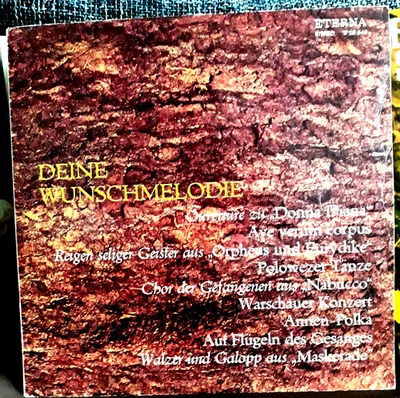 ETERNA
STEREO
DEINE
WUNSCHMELODIE
Ouvertüre zu „Donna Diana“
Ave verum corpus
Reigen seliger Geister aus „Orpheus und Eurydike“
Polowezer Tänze
Chor der Gefangenen aus „Nabucco“
Warschauer Konzert
Annen-Polka
Auf Flügeln des Gesanges
Walzer und Galopp aus „Maskerade“